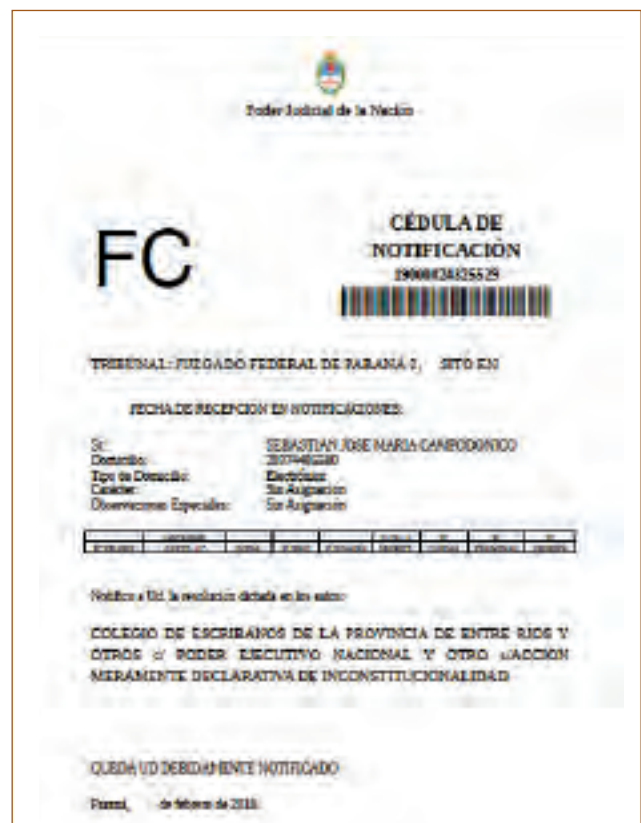 Poder Judicial de la Nación
FC
CÉDULA DE
NOTIFICACIÓN
TRIBUNAL: JUZGADO FEDERAL DE PARANÁ 2, SITO EN
FECHA DE RECEPCIÓN EN NOTIFICACIONES:
Sr.: SEBASTIAN JOSE MARIA CAMPODONICO
Domicilio:
Tipo de Domicilio: Electrónico
Carácter: Sin Asignación
Observaciones Especiales: Sin Asignación
Notifico a Ud. la resolución dictada en los autos:
COLEGIO DE ESCRIBANOS DE LA PROVINCIA DE ENTRE RIOS Y
OTROS c/ PODER EJECUTIVO NACIONAL Y OTRO s/ACCION
MERAMENTE DECLARATIVA DE INCONSTITUCIONALIDAD
QUEDA UD DEBIDAMENTE NOTIFICADO
Paraná, de febrero de